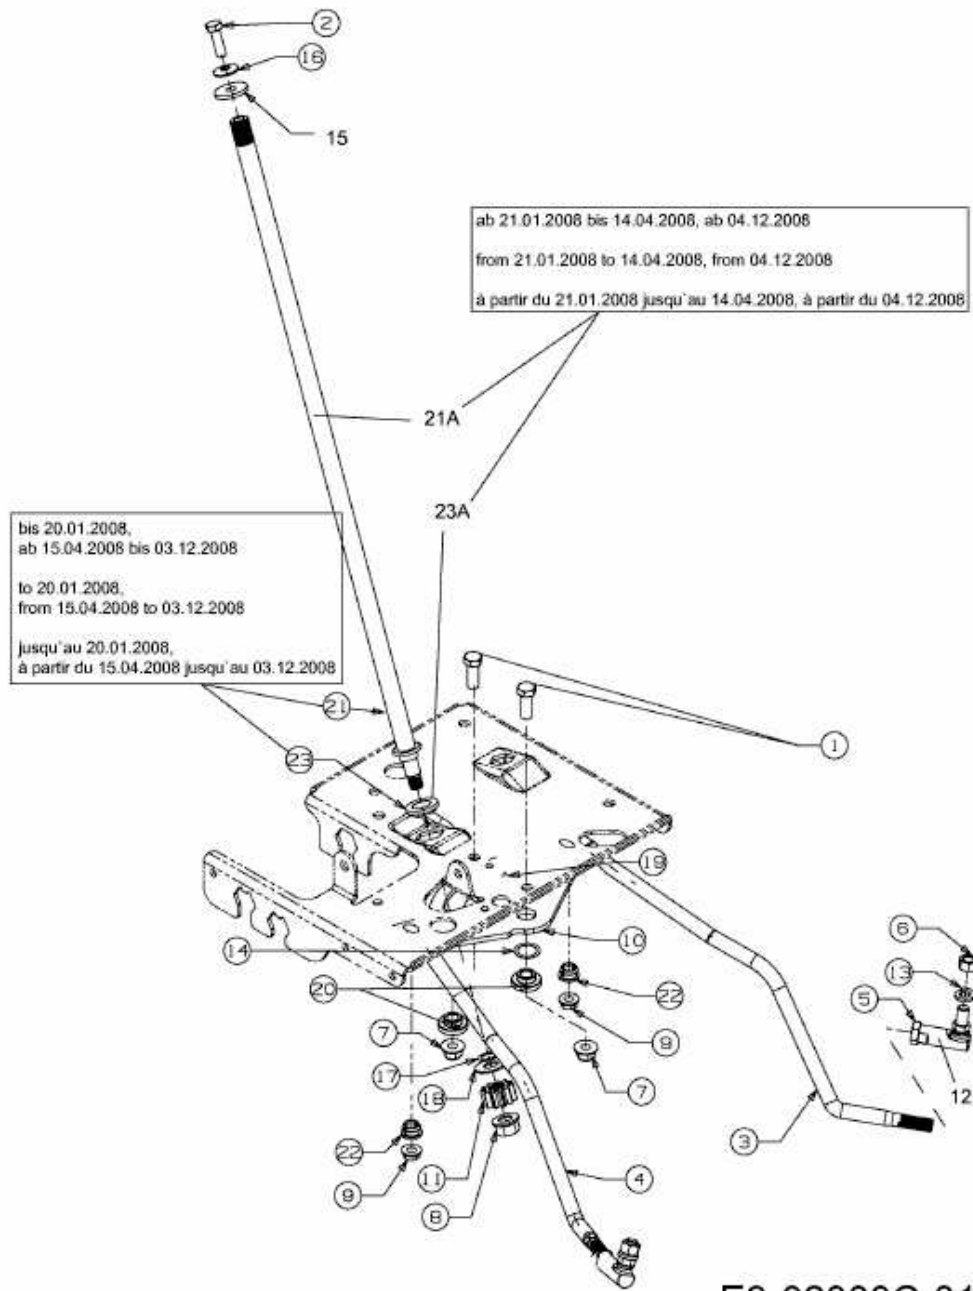 2
16
15
ab 21.01.2008 bis 14.04.2008, ab 04.12.2008
from 21.01.2008 to 14.04.2008, from 04.12.2008
à partir du 21.01.2008 jusqu`au 14.04.2008, à partir du 04.12.2008
21A
23A
bis 20.01.2008,
ab 15.04.2008 bis 03.12.2008
to 20.01.2008,
from 15.04.2008 to 03.12.2008
jusqu`au 20.01.2008,
à partir du 15.04.2008 jusqu`au 03.12.2008
21
1
23
19
10
6
14
13
20
22
5
7
9
17
7
12
18
3
22
11
4
9
8